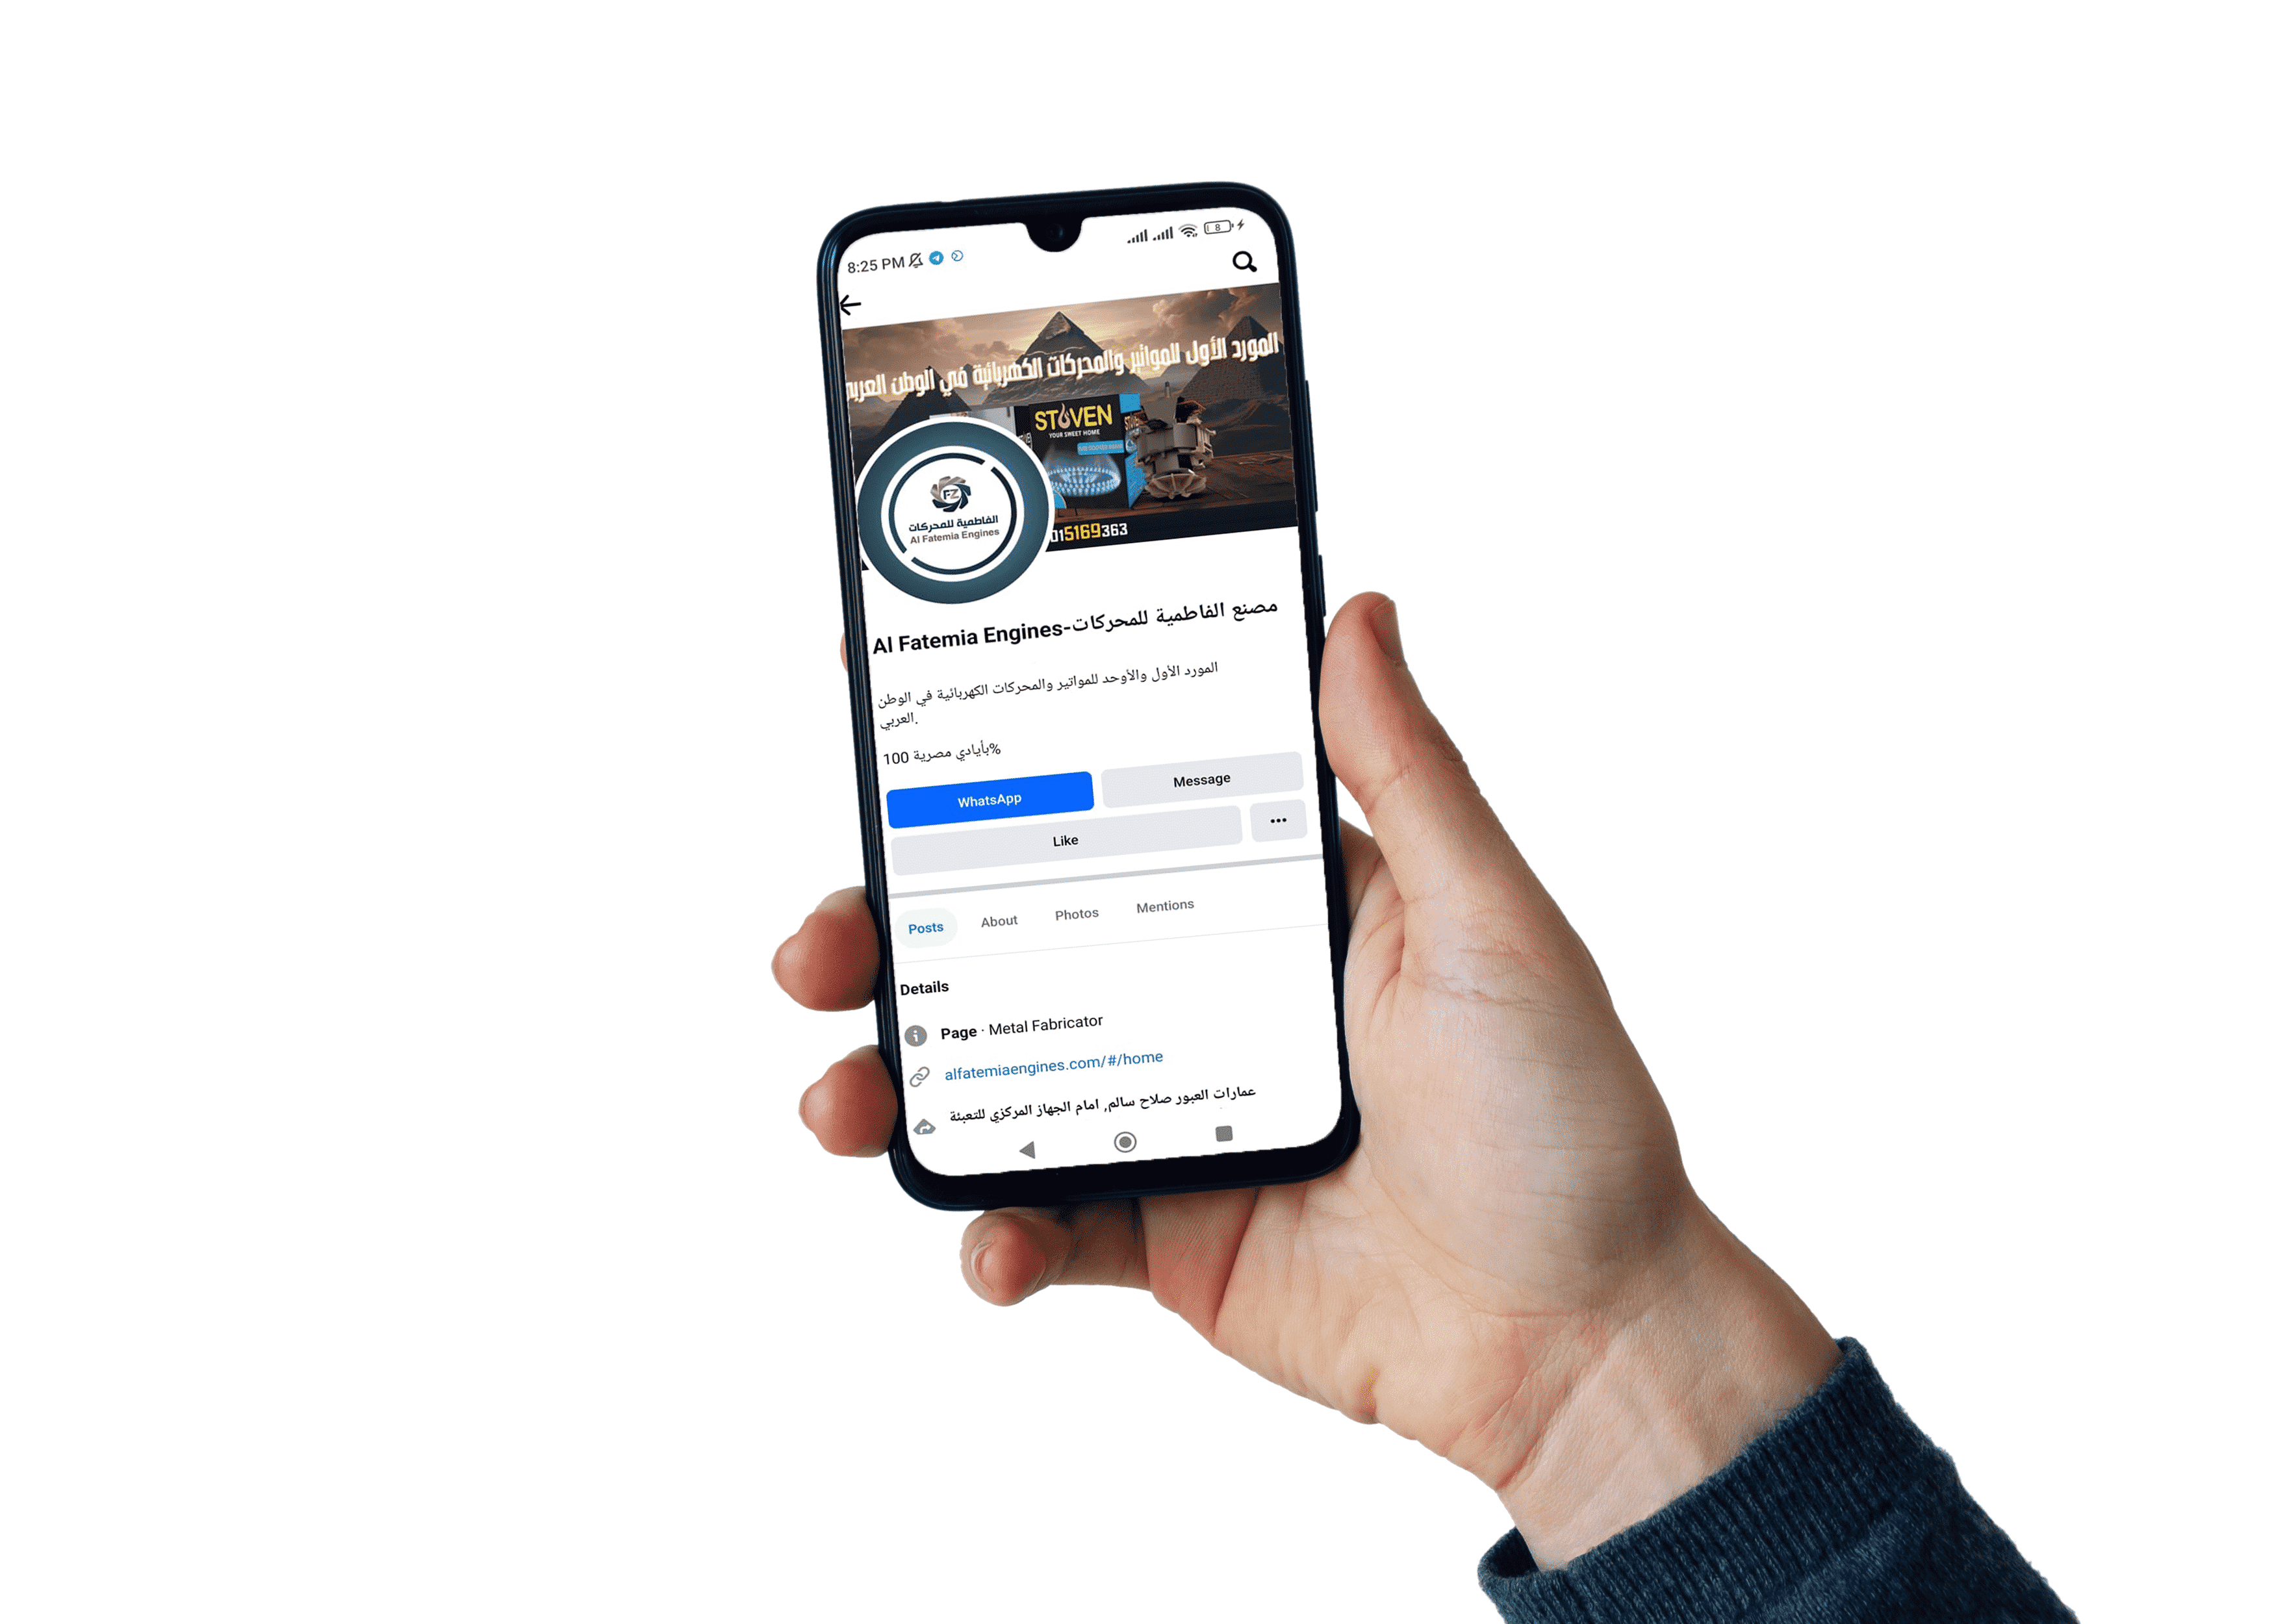 8:25 PM
8
المورد الأول للمواتير والمحركات الكهربائية في الوطن العربي
STOVEN
YOUR SWEET HOME
FZ
الفاطمية للمحركات
Al Fatemia Engines
015169363
Al Fatemia Engines-مصنع الفاطمية للمحركات
المورد الأول والأوحد للمواتير والمحركات الكهربائية في الوطن
العربي.
بأيادي مصرية 100%
WhatsApp
Message
Like
Posts
About
Photos
Mentions
Details
Page · Metal Fabricator
alfatemiaengines.com/#/home
عمارات العبور صلاح سالم, امام الجهاز المركزي للتعبئة